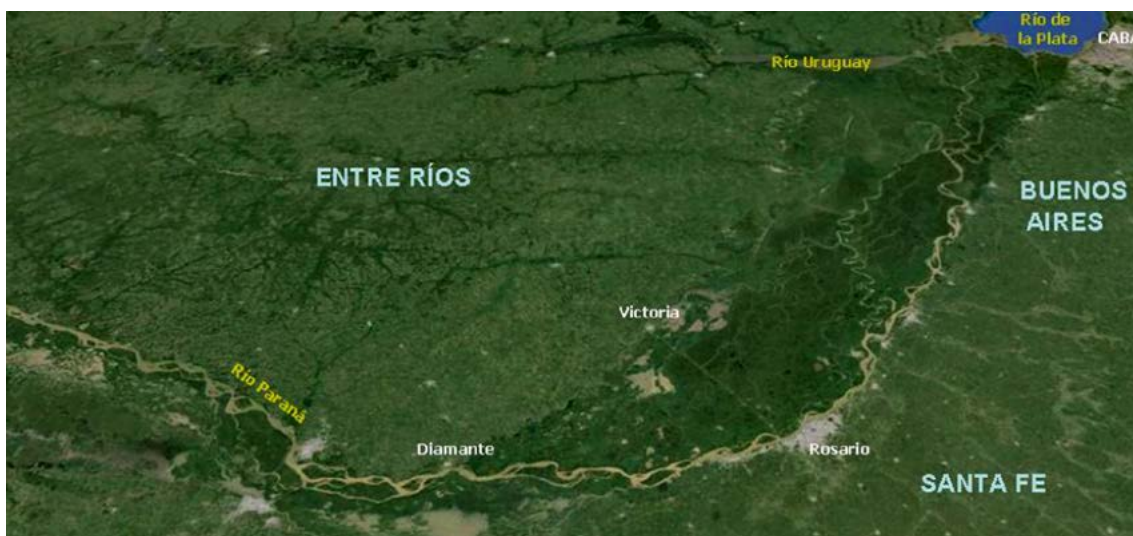 Río de
la Plata
CABA
Río Uruguay
ENTRE RÍOS
BUENOS
AIRES
Victoria
Río Paraná
Diamante
Rosario
SANTA FE